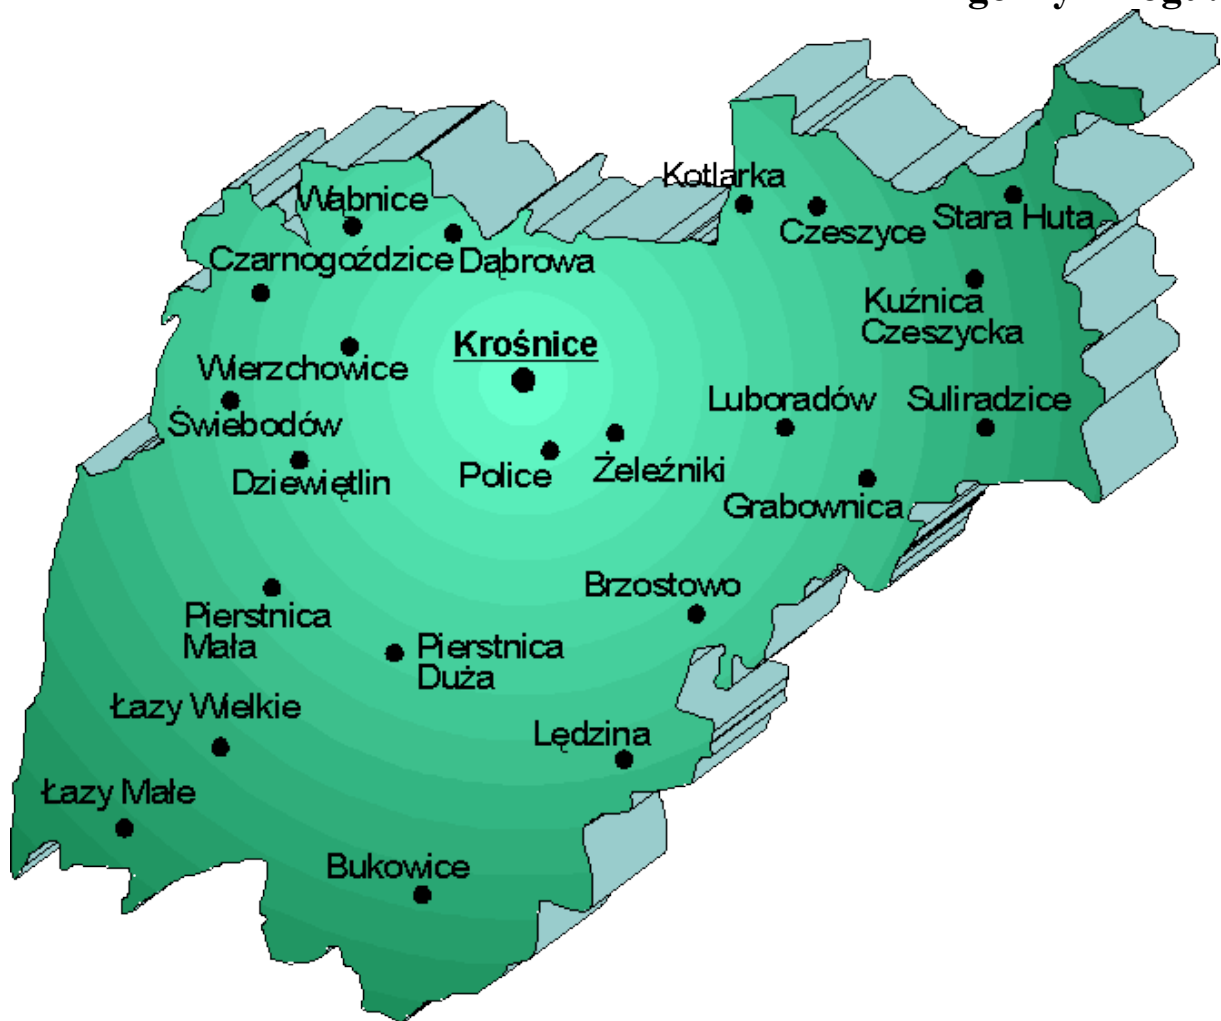 Kotlarka
Wąbnice
Stara Huta
Czeszyce
Czarnogoździce
Dąbrowa
Kuźnica
Czeszycka
Krośnice
Wierzchowice
Luboradów
Suliradzice
Świebodów
Żeleźniki
Police
Dziewiętlin
Grabownica
Brzostowo
Pierstnica
Mała
Pierstnica
Duża
Łazy Wielkie
Lędzina
Łazy Małe
Bukowice